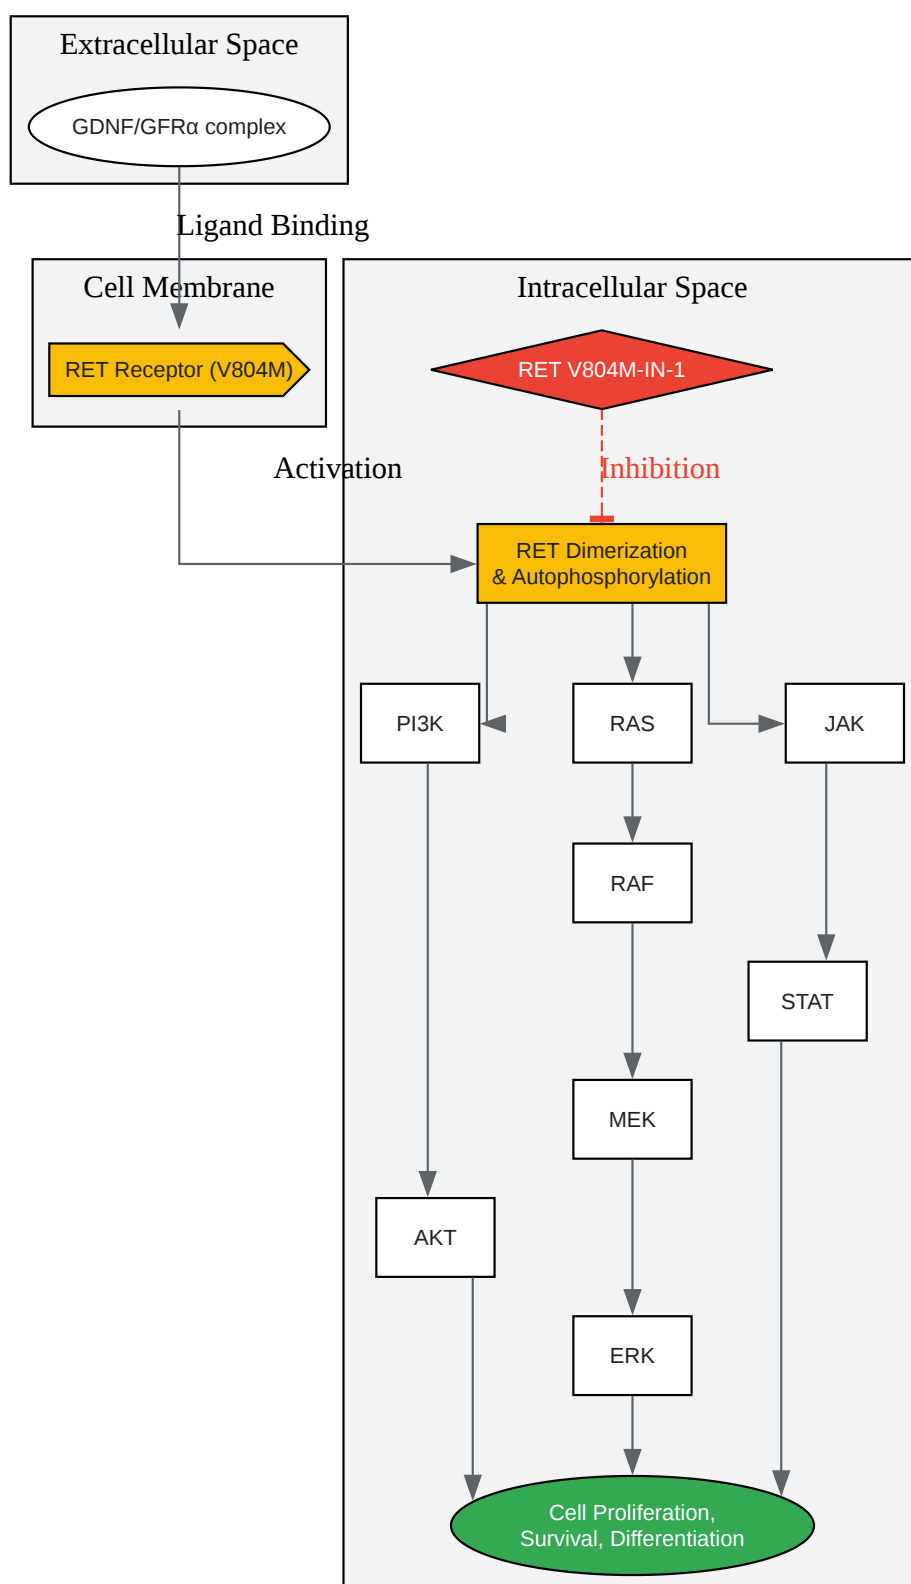 Extracellular Space
GDNF/GFRα complex
Ligand Binding
Cell Membrane
RET Receptor (V804M)
Activation
Intracellular Space
RET V804M-IN-1
Inhibition
RET Dimerization
& Autophosphorylation
PI3K
RAS
JAK
RAF
STAT
MEK
AKT
ERK
Cell Proliferation,
Survival, Differentiation